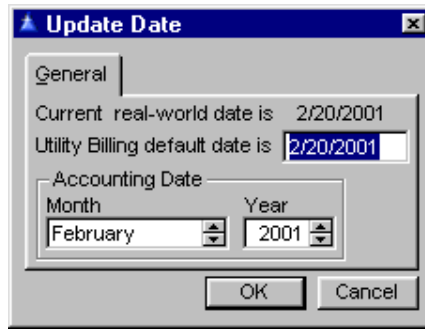 Update Date
General
Current real-world date is 2/20/2001
Utility Billing default date is 2/20/2001
Accounting Date
Month Year
February 2001
OK Cancel